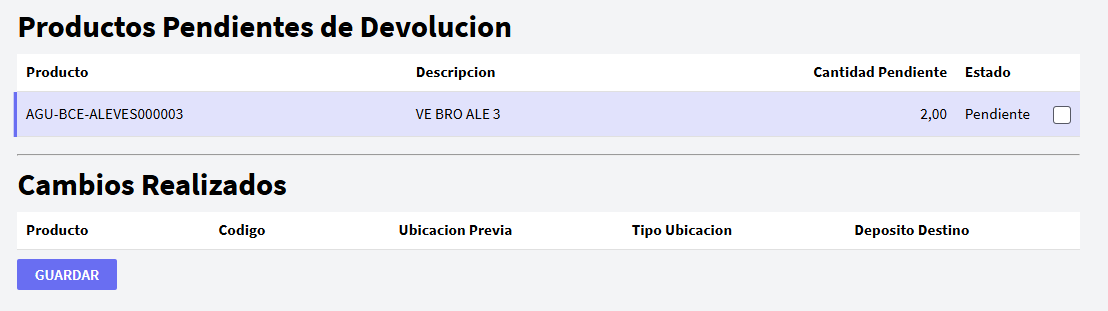 Productos Pendientes de Devolucion
Producto Descripcion Cantidad Pendiente Estado
AGU-BCE-ALEVES000003 VE BRO ALE 3 2,00 Pendiente
Cambios Realizados
Producto Codigo Ubicacion Previa Tipo Ubicacion Deposito Destino
GUARDAR